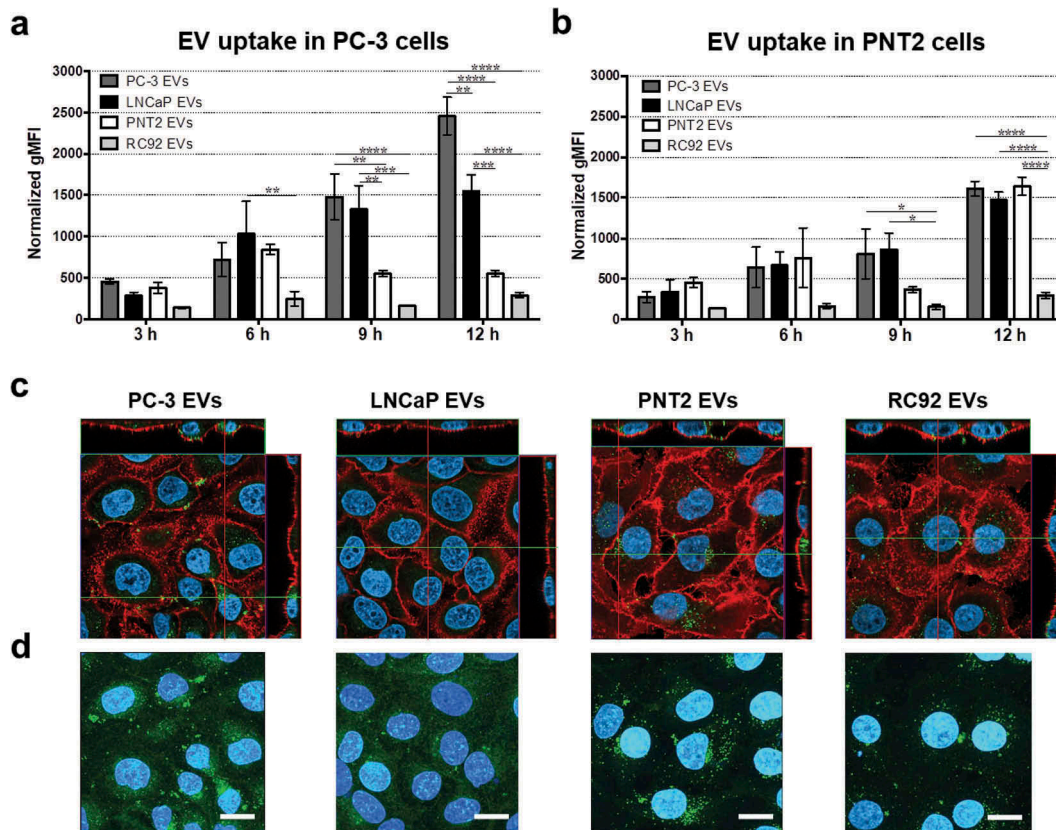 a
EV uptake in PC-3 cells
Normalized gMFI
3000
2500
2000
1500
1000
500
0
PC-3 EVs
LNCaP EVs
PNT2 EVs
RC92 EVs
**
****
**
***
**
****
****
**
****
***
3 h 6 h 9 h 12 h
b
EV uptake in PNT2 cells
Normalized gMFI
3000
2500
2000
1500
1000
500
0
PC-3 EVs
LNCaP EVs
PNT2 EVs
RC92 EVs
*
*
****
****
****
3 h 6 h 9 h 12 h
c
PC-3 EVs LNCaP EVs PNT2 EVs RC92 EVs
d